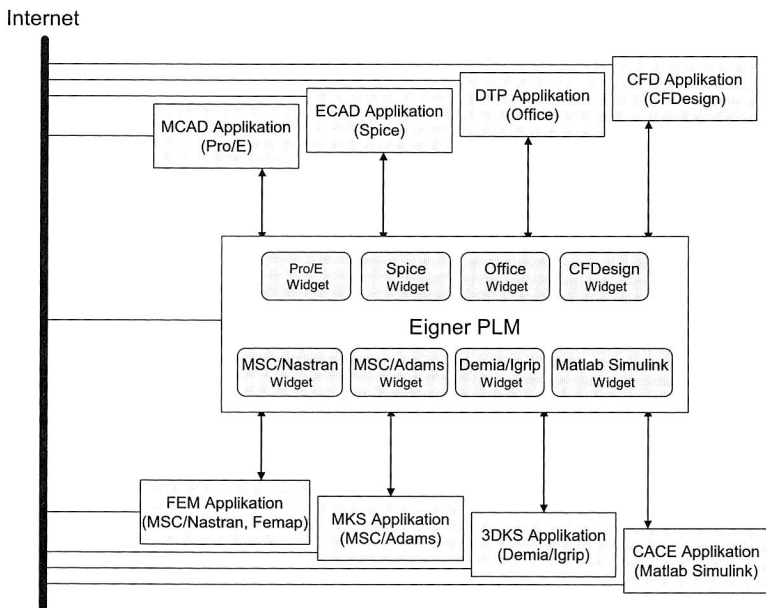 Internet
CFD Applikation
(CFDesign)
DTP Applikation
(Office)
ECAD Applikation
(Spice)
MCAD Applikation
(Pro/E)
Pro/E
Widget
Spice
Widget
Office
Widget
CFDesign
Widget
Eigner PLM
MSC/Nastran
Widget
MSC/Adams
Widget
Demia/Igrip
Widget
Matlab Simulink
Widget
FEM Applikation
(MSC/Nastran, Femap)
MKS Applikation
(MSC/Adams)
3DKS Applikation
(Demia/Igrip)
CACE Applikation
(Matlab Simulink)